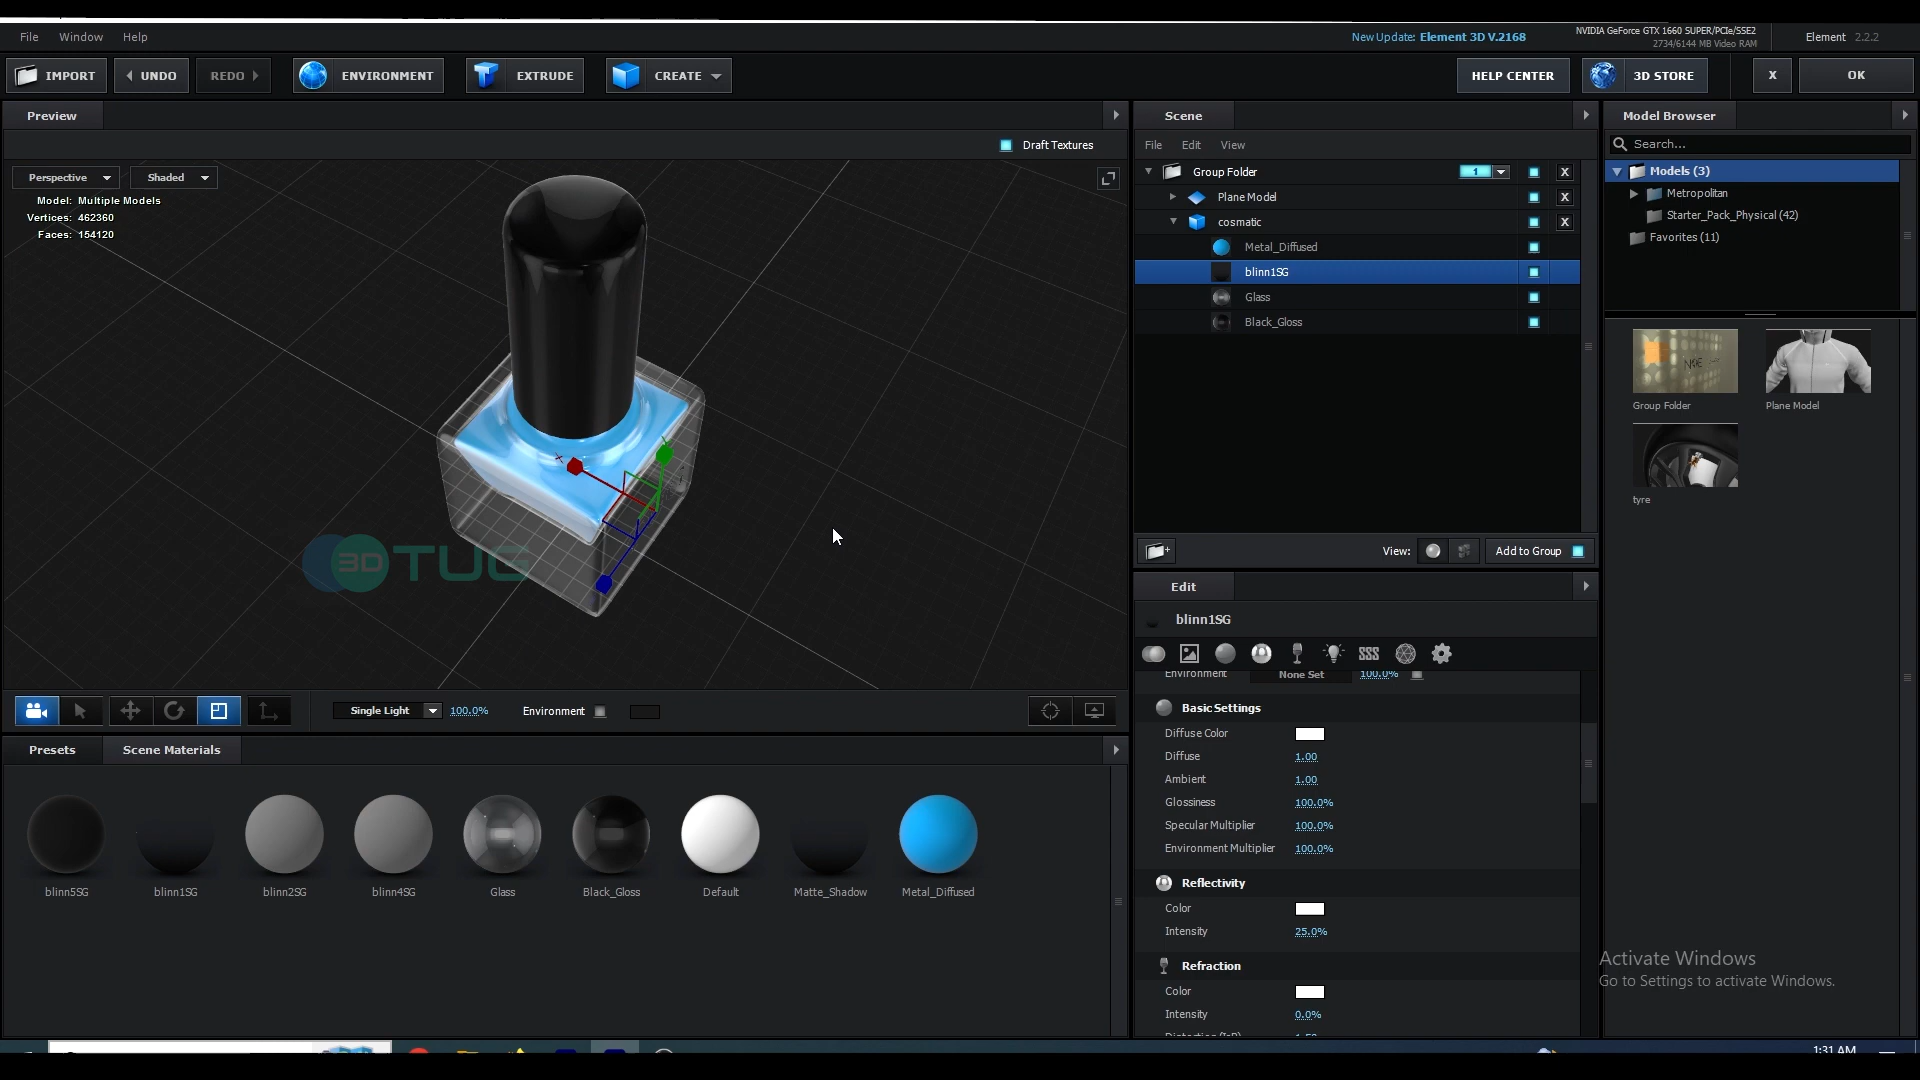 File Window Help
New Update: Element 3D V.2168
NVIDIA GeForce GTX 1660 SUPER/PCIe/SSE2
2734/6144 MB Video RAM
Element 2.2.2
IMPORT UNDO REDO ENVIRONMENT EXTRUDE CREATE HELP CENTER 3D STORE X OK
Preview
Draft Textures
Perspective Shaded
Model: Multiple Models
Vertices: 462360
Faces: 154120
X
Y
3DTUG
Single Light 100.0% Environment
Presets Scene Materials
blinn5SG blinn1SG blinn2SG blinn4SG Glass Black_Gloss Default Matte_Shadow Metal_Diffused
Scene
File Edit View
Group Folder 1 X
Plane Model X
cosmatic X
Metal_Diffused
blinn1SG
Glass
Black_Gloss
View: Add to Group
Edit
blinn1SG
Environment None Set 100.0%
Basic Settings
Diffuse Color
Diffuse 1.00
Ambient 1.00
Glossiness 100.0%
Specular Multiplier 100.0%
Environment Multiplier 100.0%
Reflectivity
Color
Intensity 25.0%
Refraction
Color
Intensity 0.0%
Model Browser
Search...
Models (3)
Metropolitan
Starter_Pack_Physical (42)
Favorites (11)
Group Folder Plane Model
tyre
Activate Windows
Go to Settings to activate Windows.
1:31 AM